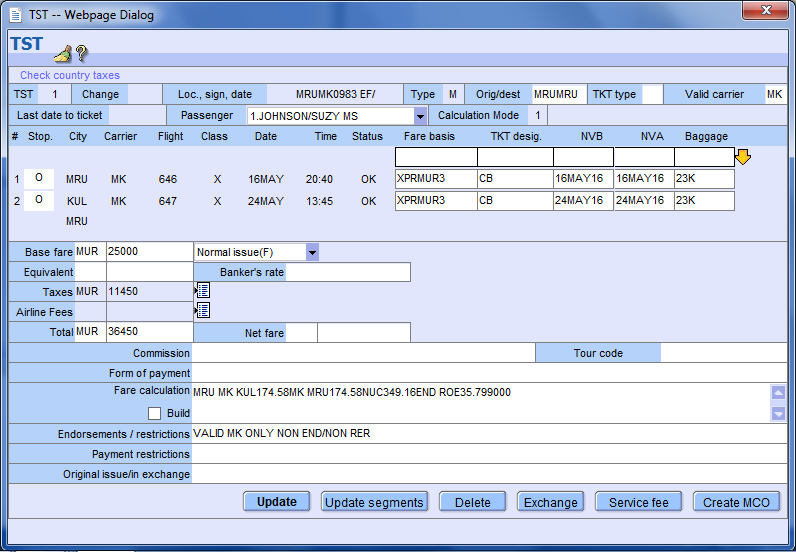 TST -- Webpage Dialog
TST
Check country taxes
TST 1 Change Loc., sign, date MRUMK0983 EF/ Type M Orig/dest MRUMRU TKT type Valid carrier MK
Last date to ticket Passenger 1.JOHNSON/SUZY MS Calculation Mode 1
# Stop. City Carrier Flight Class Date Time Status Fare basis TKT desig. NVB NVA Baggage
1 O MRU MK 646 X 16MAY 20:40 OK XPRMUR3 CB 16MAY16 16MAY16 23K
2 O KUL MK 647 X 24MAY 13:45 OK XPRMUR3 CB 24MAY16 24MAY16 23K
MRU
Base fare MUR 25000 Normal issue(F)
Equivalent Banker's rate
Taxes MUR 11450
Airline Fees
Total MUR 36450 Net fare
Commission Tour code
Form of payment
Fare calculation MRU MK KUL174.58MK MRU174.58NUC349.16END ROE35.799000
Build
Endorsements / restrictions VALID MK ONLY NON END/NON RER
Payment restrictions
Original issue/in exchange
Update Update segments Delete Exchange Service fee Create MCO